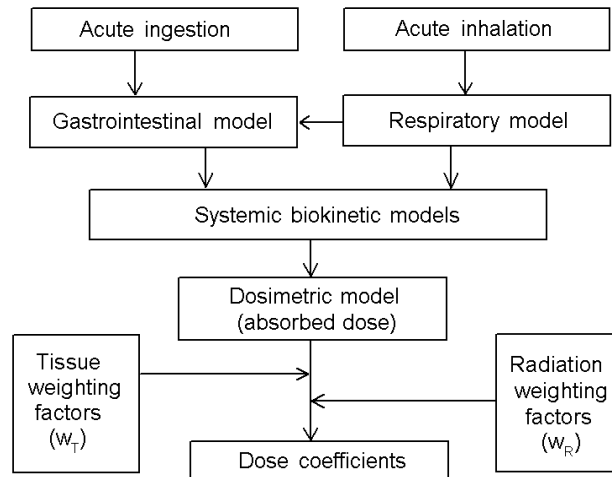 Acute ingestion
Acute inhalation
Gastrointestinal model
Respiratory model
Systemic biokinetic models
Dosimetric model
(absorbed dose)
Tissue
weighting
factors
(wT)
Radiation
weighting
factors
(wR)
Dose coefficients